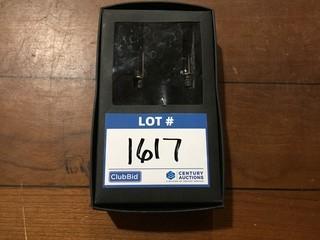 LOT #
1617
ClubBid
CENTURY
AUCTIONS